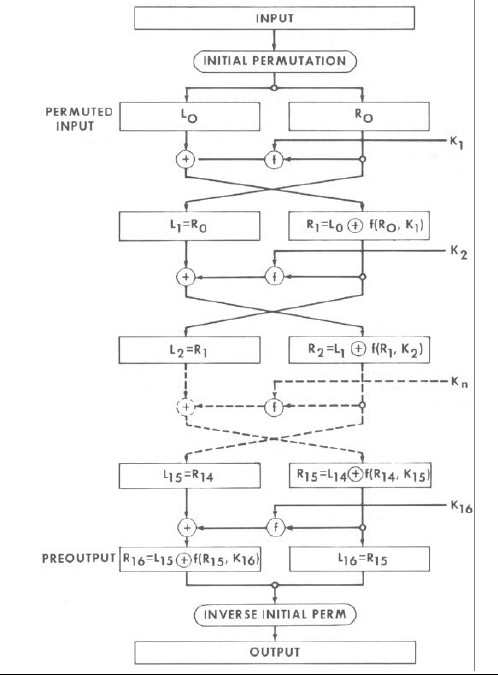 INPUT
INITIAL PERMUTATION
PERMUTED
INPUT
L0
R0
K1
+
f
L1=R0
R1=L0 ⊕ f(R0, K1)
K2
+
f
L2=R1
R2=L1 ⊕ f(R1, K2)
Kn
+
f
L15=R14
R15=L14⊕f(R14, K15)
K16
+
f
PREOUTPUT
R16=L15⊕f(R15, K16)
L16=R15
INVERSE INITIAL PERM
OUTPUT